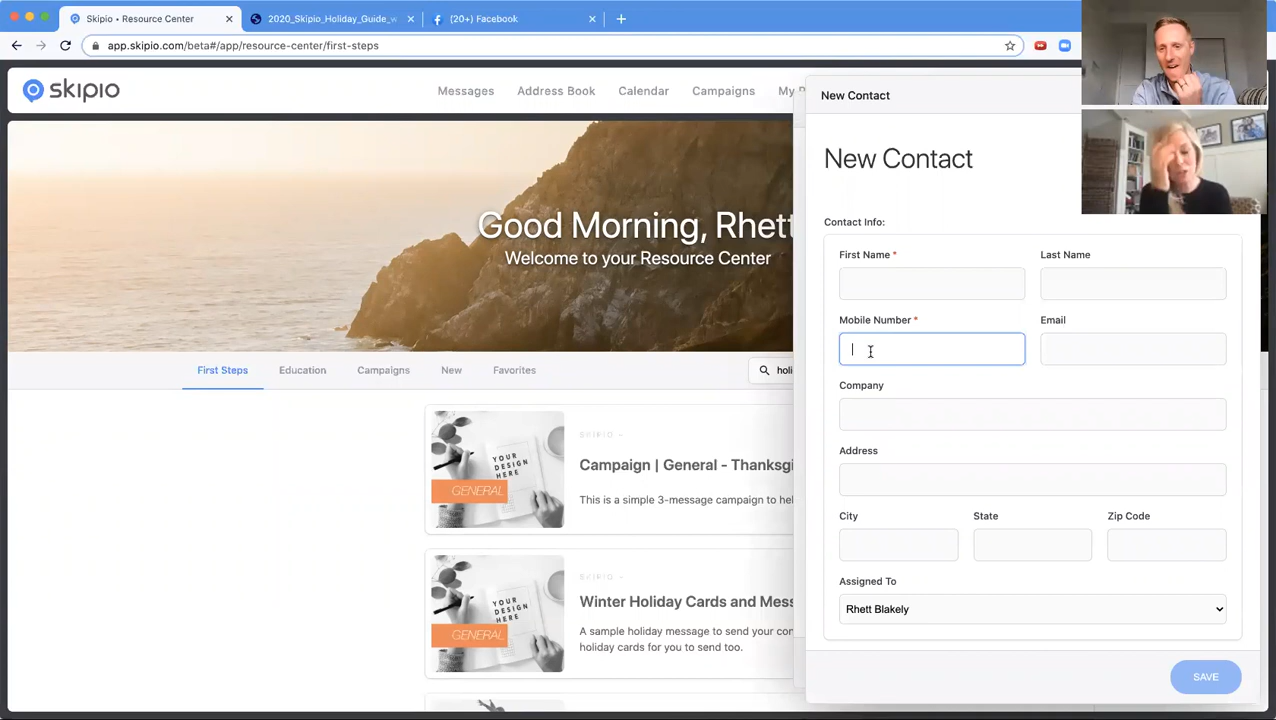 Skipio • Resource Center
2020_Skipio_Holiday_Guide_w
(20+) Facebook
app.skipio.com/beta#/app/resource-center/first-steps
skipio
Messages
Address Book
Calendar
Campaigns
My
New Contact
Good Morning, Rhett
Welcome to your Resource Center
First Steps
Education
Campaigns
New
Favorites
holi
SKIPIO –
Campaign | General - Thanksgi
This is a simple 3-message campaign to hel
YOUR
DESIGN
HERE
GENERAL
SKIPIO –
Winter Holiday Cards and Mess
A sample holiday message to send your con
holiday cards for you to send too.
YOUR
DESIGN
HERE
GENERAL
New Contact
Contact Info:
First Name *
Last Name
Mobile Number *
Email
Company
Address
City
State
Zip Code
Assigned To
Rhett Blakely
SAVE